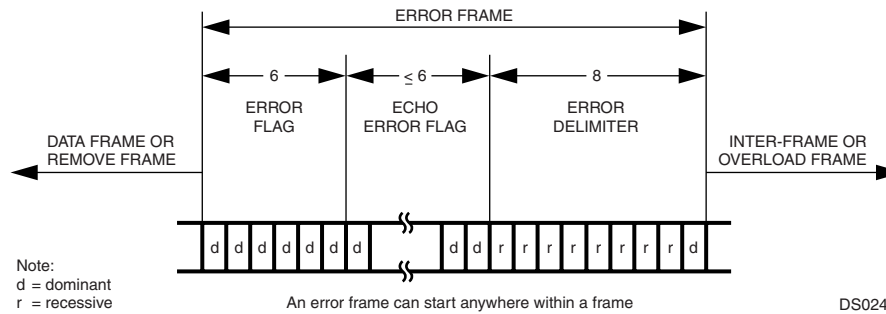 ERROR FRAME
6
≤ 6
8
ERROR
FLAG
ECHO
ERROR FLAG
ERROR
DELIMITER
DATA FRAME OR
REMOVE FRAME
INTER-FRAME OR
OVERLOAD FRAME
d d d d d d d d d r r r r r r r d
Note:
d = dominant
r = recessive
An error frame can start anywhere within a frame
DS024